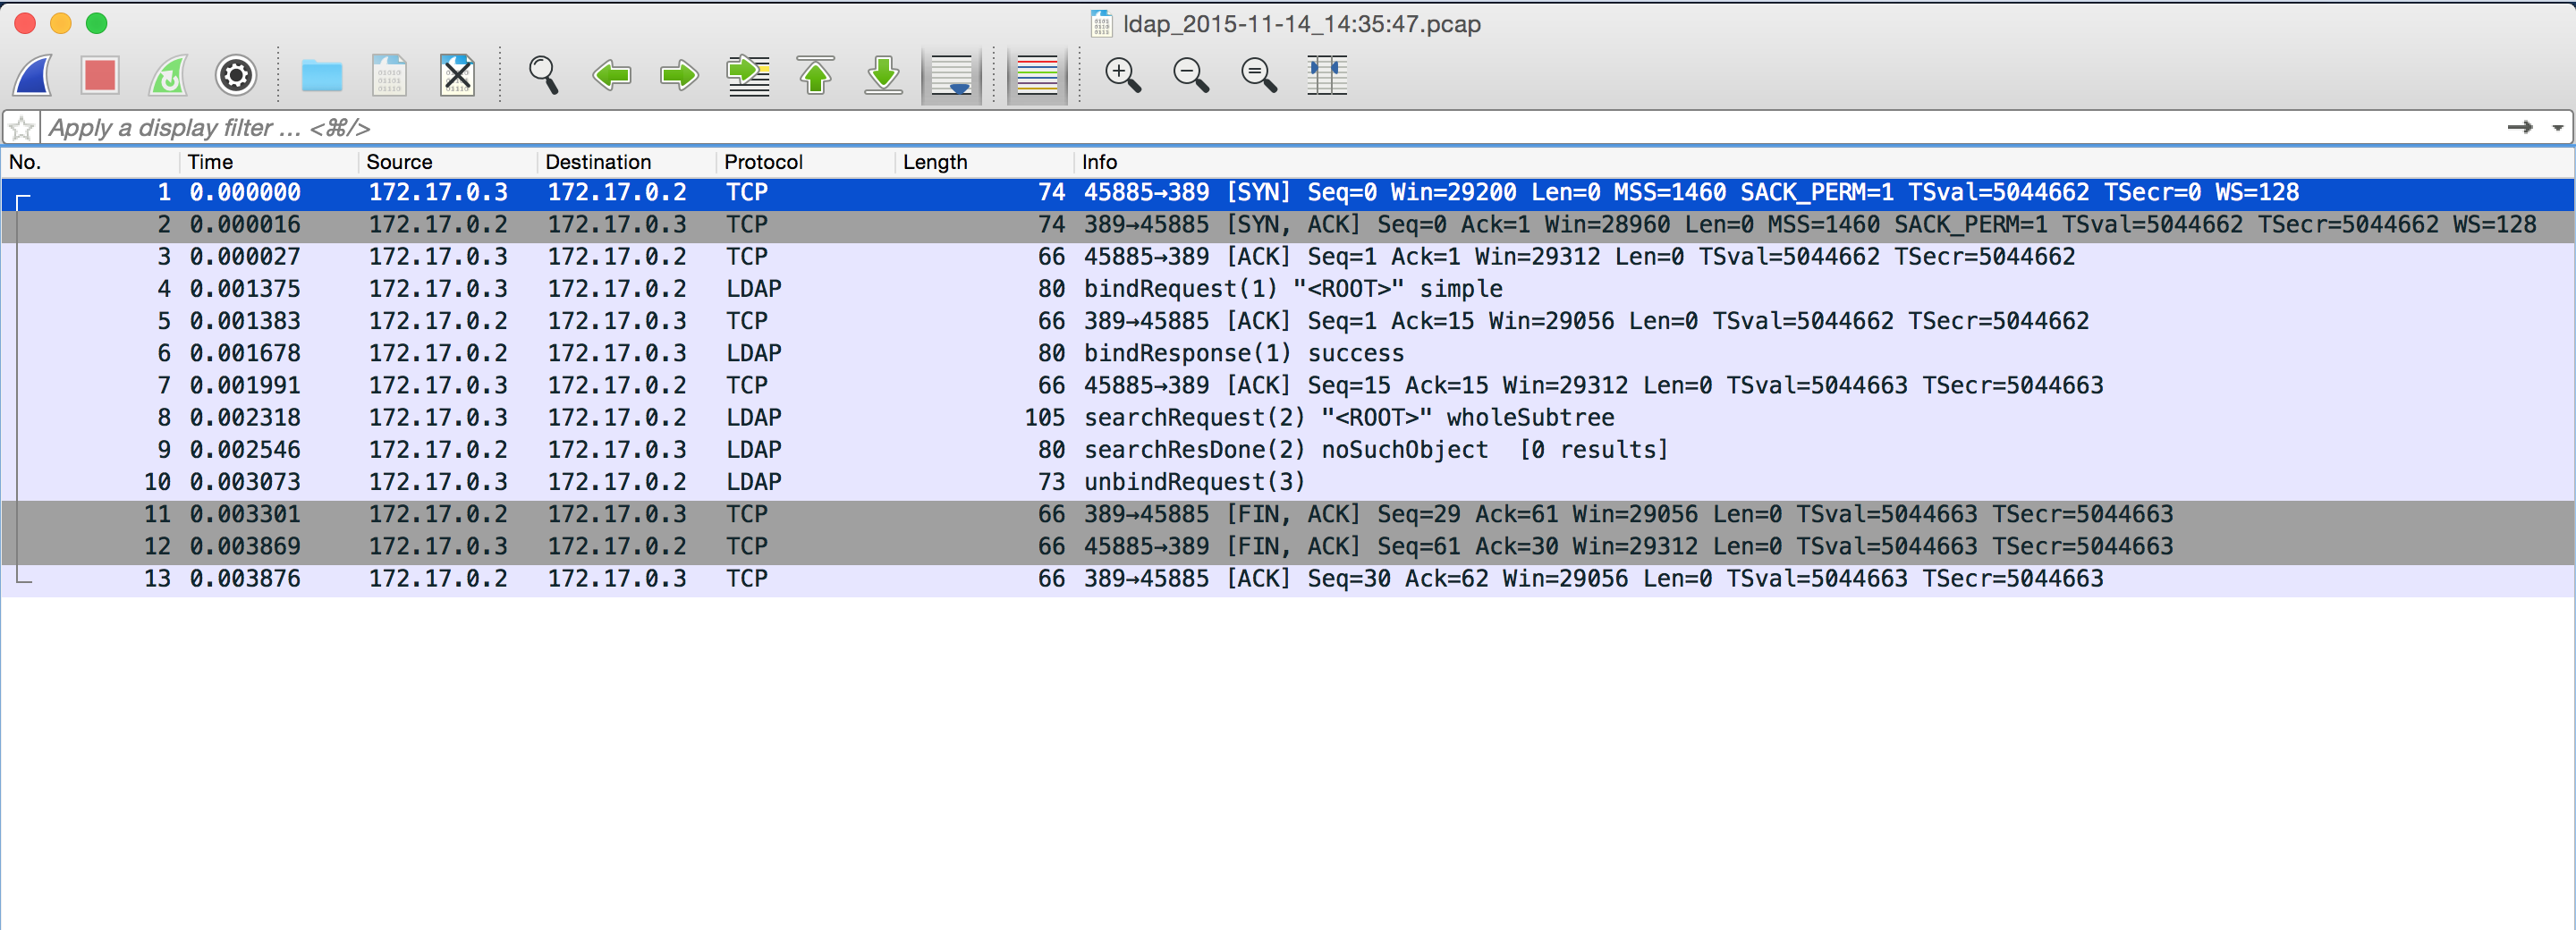 ldap_2015-11-14_14:35:47.pcap
Apply a display filter ... <⌘/>
No. Time Source Destination Protocol Length Info
1 0.000000 172.17.0.3 172.17.0.2 TCP 74 45885→389 [SYN] Seq=0 Win=29200 Len=0 MSS=1460 SACK_PERM=1 TSval=5044662 TSecr=0 WS=128
2 0.000016 172.17.0.2 172.17.0.3 TCP 74 389→45885 [SYN, ACK] Seq=0 Ack=1 Win=28960 Len=0 MSS=1460 SACK_PERM=1 TSval=5044662 TSecr=5044662 WS=128
3 0.000027 172.17.0.3 172.17.0.2 TCP 66 45885→389 [ACK] Seq=1 Ack=1 Win=29312 Len=0 TSval=5044662 TSecr=5044662
4 0.001375 172.17.0.3 172.17.0.2 LDAP 80 bindRequest(1) "<ROOT>" simple
5 0.001383 172.17.0.2 172.17.0.3 TCP 66 389→45885 [ACK] Seq=1 Ack=15 Win=29056 Len=0 TSval=5044662 TSecr=5044662
6 0.001678 172.17.0.2 172.17.0.3 LDAP 80 bindResponse(1) success
7 0.001991 172.17.0.3 172.17.0.2 TCP 66 45885→389 [ACK] Seq=15 Ack=15 Win=29312 Len=0 TSval=5044663 TSecr=5044663
8 0.002318 172.17.0.3 172.17.0.2 LDAP 105 searchRequest(2) "<ROOT>" wholeSubtree
9 0.002546 172.17.0.2 172.17.0.3 LDAP 80 searchResDone(2) noSuchObject [0 results]
10 0.003073 172.17.0.3 172.17.0.2 LDAP 73 unbindRequest(3)
11 0.003301 172.17.0.2 172.17.0.3 TCP 66 389→45885 [FIN, ACK] Seq=29 Ack=61 Win=29056 Len=0 TSval=5044663 TSecr=5044663
12 0.003869 172.17.0.3 172.17.0.2 TCP 66 45885→389 [FIN, ACK] Seq=61 Ack=30 Win=29312 Len=0 TSval=5044663 TSecr=5044663
13 0.003876 172.17.0.2 172.17.0.3 TCP 66 389→45885 [ACK] Seq=30 Ack=62 Win=29056 Len=0 TSval=5044663 TSecr=5044663